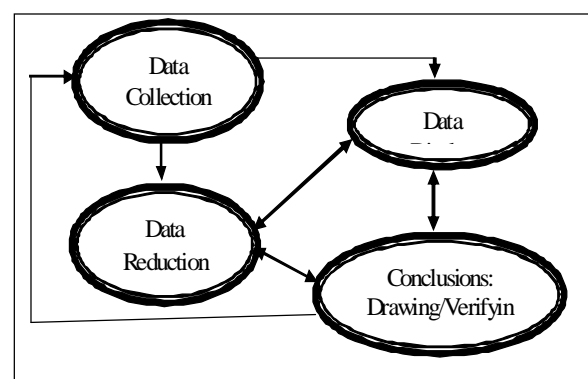 Data
Collection
Data
Data
Reduction
Conclusions:
Drawing/Verifyin